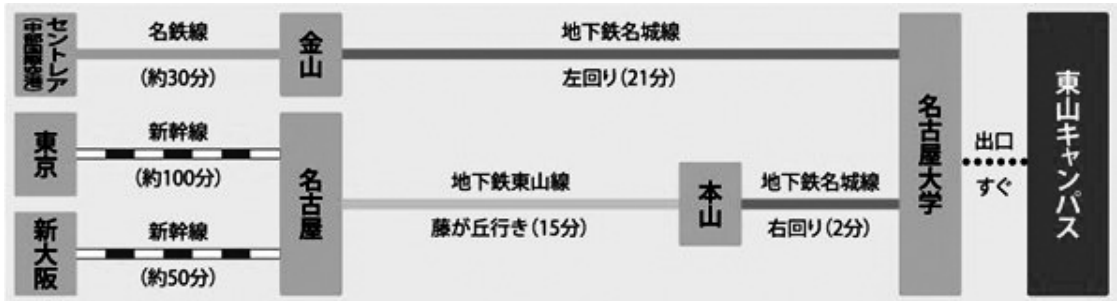 セントレア
(中部国際空港)
名鉄線
(約30分)
金山
地下鉄名城線
左回り(21分)
東京
新幹線
(約100分)
新大阪
新幹線
(約50分)
名古屋
地下鉄東山線
藤が丘行き(15分)
本山
地下鉄名城線
右回り(2分)
名古屋大学
出口
すぐ
東山キャンパス